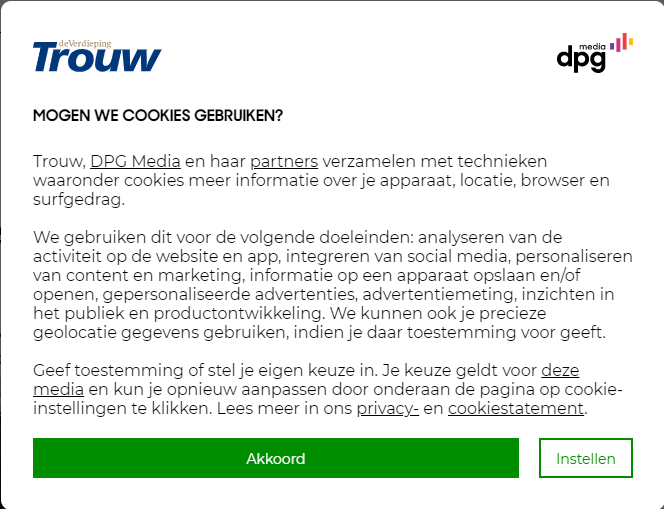 deVerdieping
Trouw
dpg media
MOGEN WE COOKIES GEBRUIKEN?
Trouw, DPG Media en haar partners verzamelen met technieken
waaronder cookies meer informatie over je apparaat, locatie, browser en
surfgedrag.
We gebruiken dit voor de volgende doeleinden: analyseren van de
activiteit op de website en app, integreren van social media, personaliseren
van content en marketing, informatie op een apparaat opslaan en/of
openen, gepersonaliseerde advertenties, advertentiemeting, inzichten in
het publiek en productontwikkeling. We kunnen ook je precieze
geolocatie gegevens gebruiken, indien je daar toestemming voor geeft.
Geef toestemming of stel je eigen keuze in. Je keuze geldt voor deze
media en kun je opnieuw aanpassen door onderaan de pagina op cookie-
instellingen te klikken. Lees meer in ons privacy- en cookiestatement.
Akkoord
Instellen